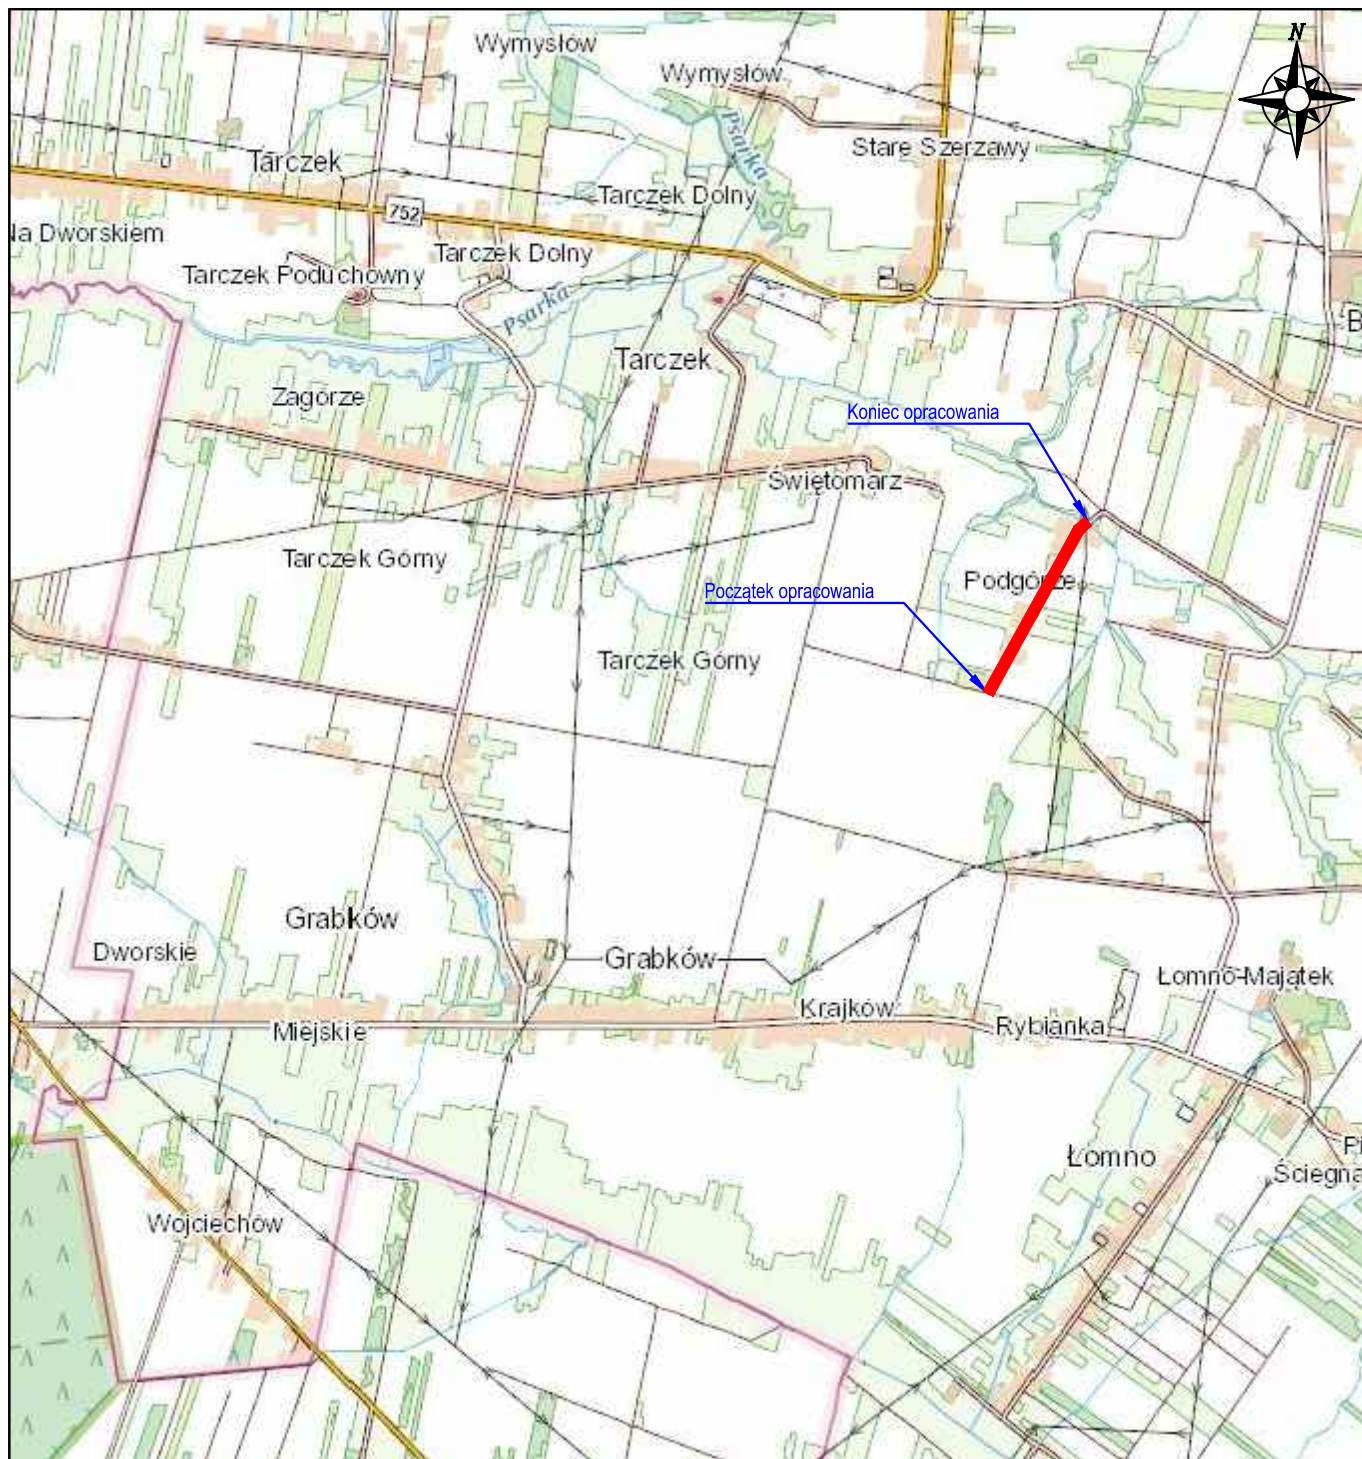 Wymysłów
N
Wymysłów
Psarka
Stare Szerzawy
Tarczek
Tarczek Dolny
752
Na Dworskiem
Tarczek Dolny
Tarczek Poduchowny
Psarka
B
Tarczek
Zagórze
Koniec opracowania
Świętomarz
Tarczek Górny
Podgórze
Początek opracowania
Tarczek Górny
Grabków
Dworskie
Grabków
Łomno-Majątek
Krajków
Rybianka
Miejskie
Łomno
Pi
Ściegna
Wojciechów